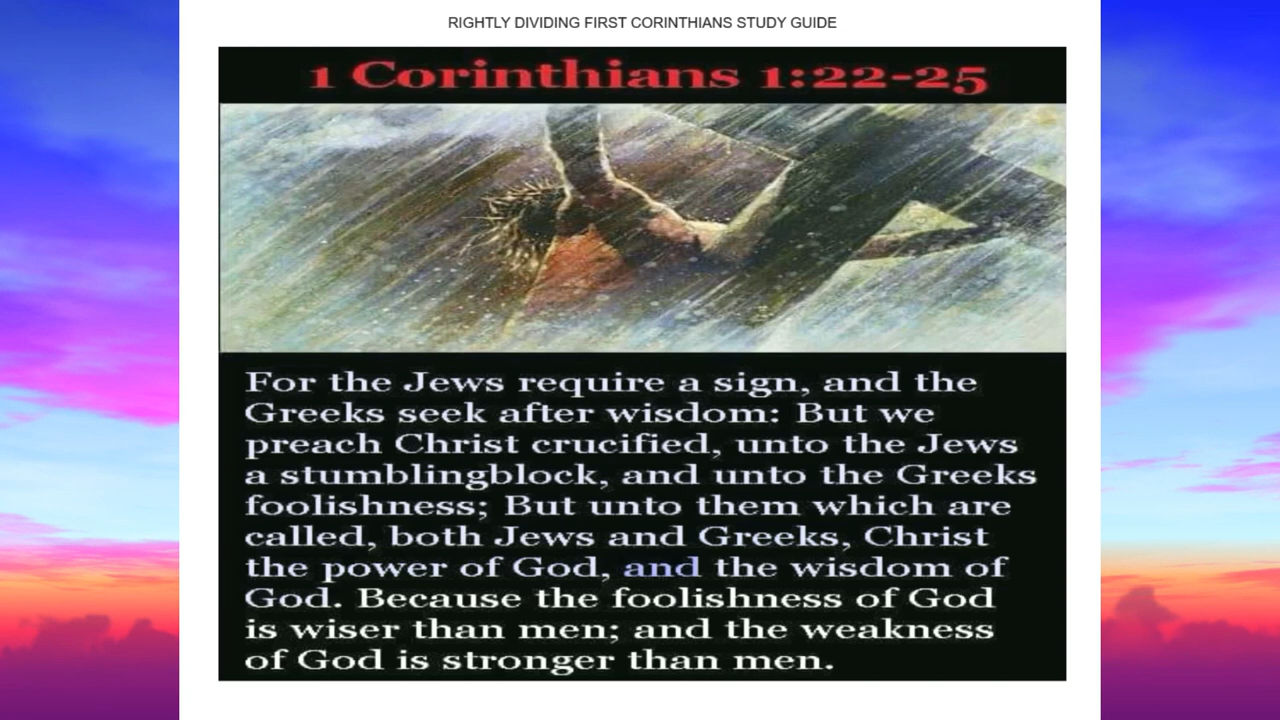 RIGHTLY DIVIDING FIRST CORINTHIANS STUDY GUIDE
1 Corinthians 1:22-25
For the Jews require a sign, and the
Greeks seek after wisdom: But we
preach Christ crucified, unto the Jews
a stumblingblock, and unto the Greeks
foolishness; But unto them which are
called, both Jews and Greeks, Christ
the power of God, and the wisdom of
God. Because the foolishness of God
is wiser than men; and the weakness
of God is stronger than men.